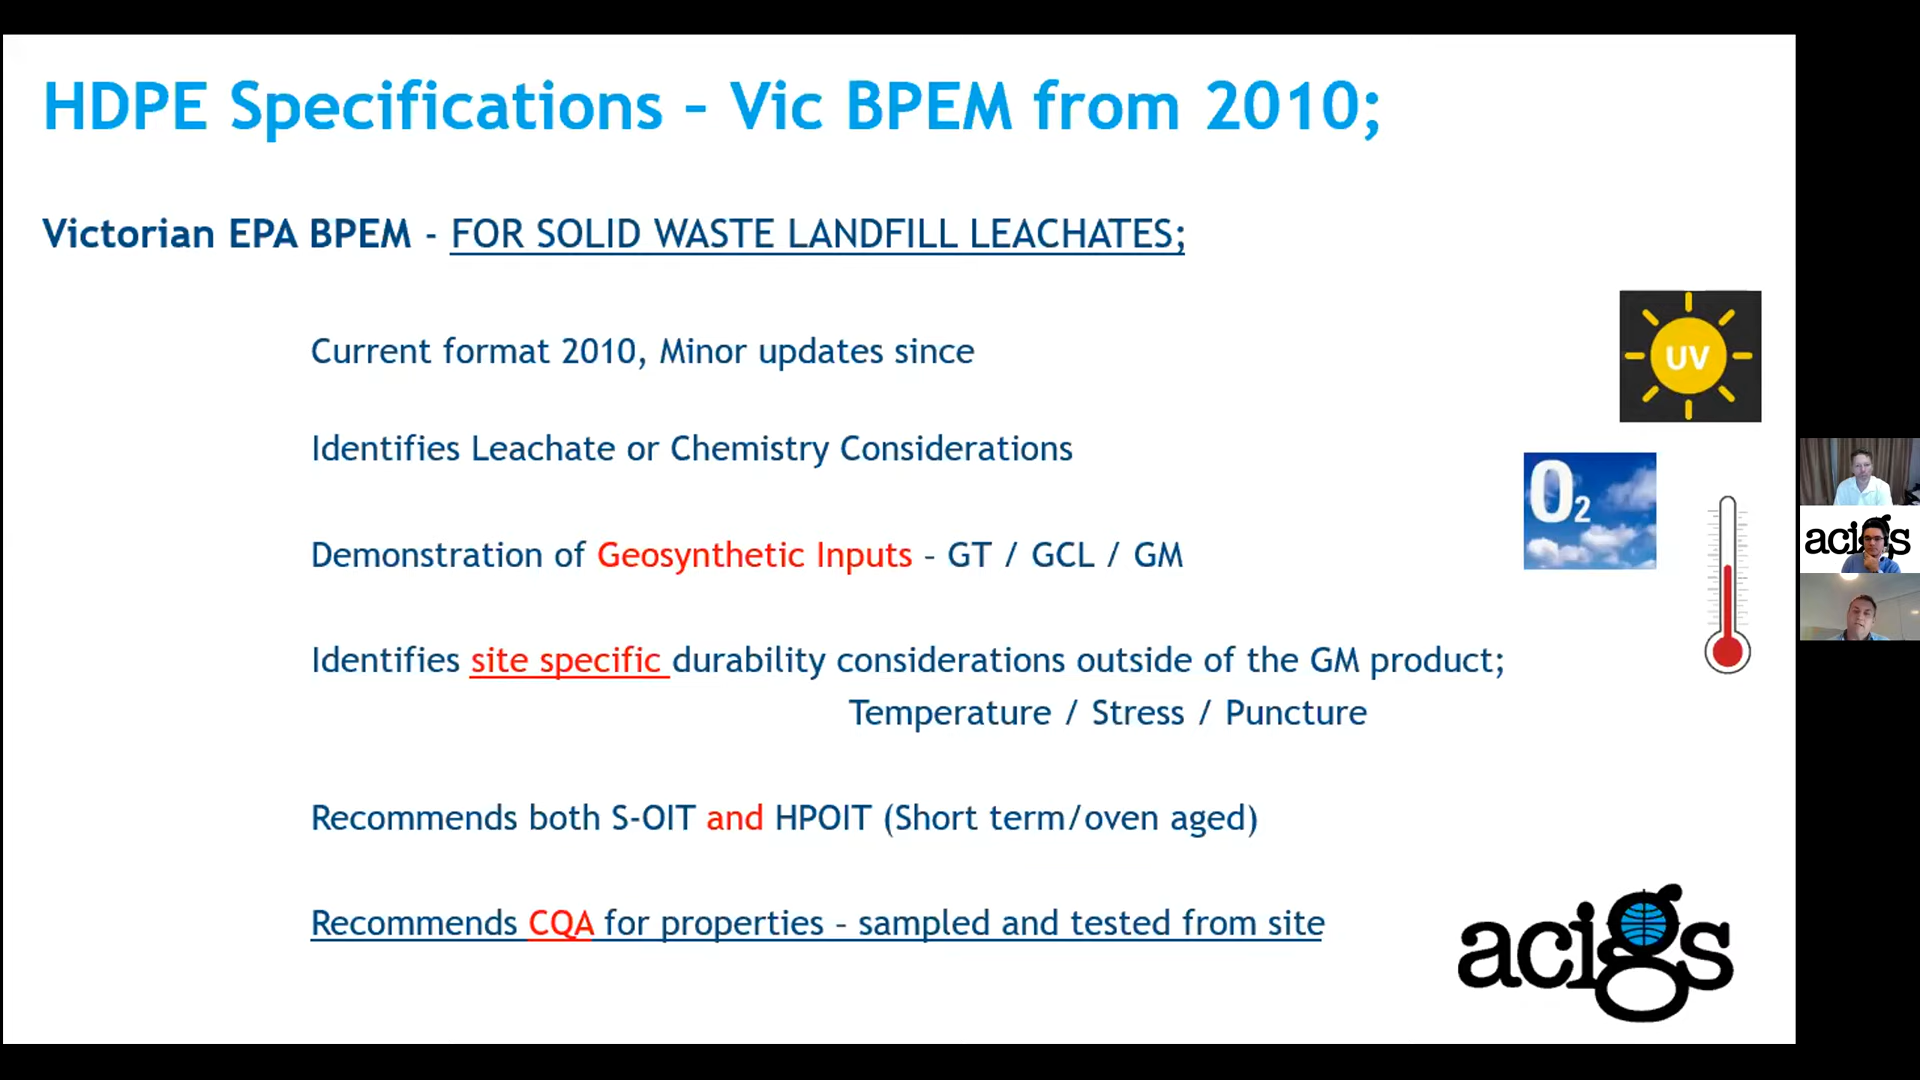 HDPE Specifications – Vic BPEM from 2010;
Victorian EPA BPEM - FOR SOLID WASTE LANDFILL LEACHATES;
Current format 2010, Minor updates since
UV
Identifies Leachate or Chemistry Considerations
O2
Demonstration of Geosynthetic Inputs – GT / GCL / GM
Identifies site specific durability considerations outside of the GM product;
Temperature / Stress / Puncture
Recommends both S-OIT and HPOIT (Short term/oven aged)
Recommends CQA for properties – sampled and tested from site
acigs
acigs